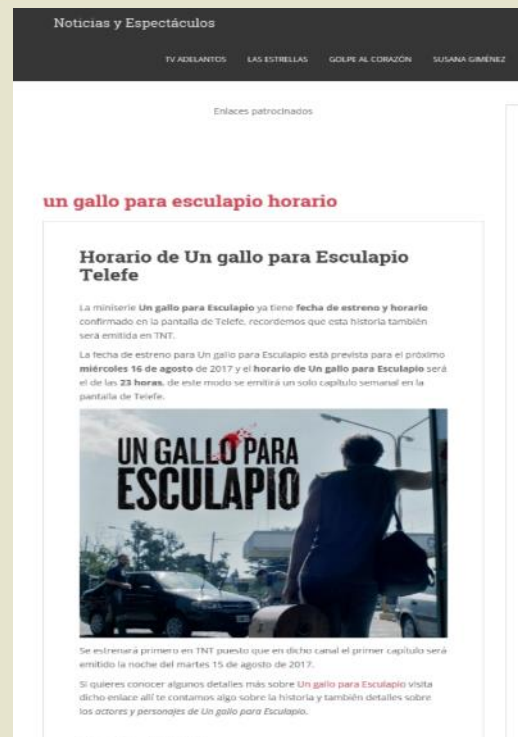 Noticias y Espectáculos
TV ADELANTOS LAS ESTRELLAS GOLPE AL CORAZÓN SUSANA GIMÉNEZ
Enlaces patrocinados
un gallo para esculapio horario
Horario de Un gallo para Esculapio
Telefe
La miniserie Un gallo para Esculapio ya tiene fecha de estreno y horario
confirmado en la pantalla de Telefe, recordemos que esta historia también
será emitida en TNT.
La fecha de estreno para Un gallo para Esculapio está prevista para el próximo
miércoles 16 de agosto de 2017 y el horario de Un gallo para Esculapio será
el de las 23 horas, de este modo se emitirá un solo capítulo semanal en la
pantalla de Telefe.
UN GALLO PARA
ESCULAPIO
Se estrenará primero en TNT puesto que en dicho canal el primer capítulo será
emitido la noche del martes 15 de agosto de 2017.
Si quieres conocer algunos detalles más sobre Un gallo para Esculapio visita
dicho enlace allí te contamos algo sobre la historia y también detalles sobre
los actores y personajes de Un gallo para Esculapio.